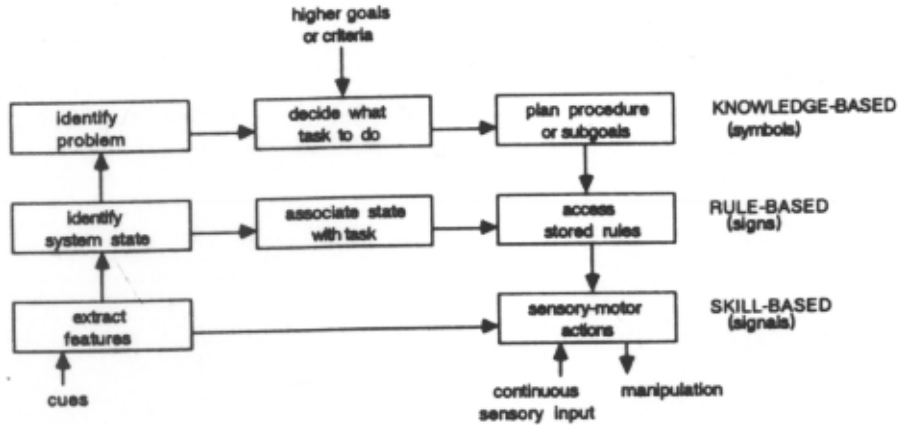 higher goals
or criteria
identify
problem
decide what
task to do
plan procedure
or subgoals
KNOWLEDGE-BASED
(symbols)
identify
system state
associate state
with task
access
stored rules
RULE-BASED
(signs)
extract
features
sensory-motor
actions
SKILL-BASED
(signals)
cues
continuous
sensory input
manipulation